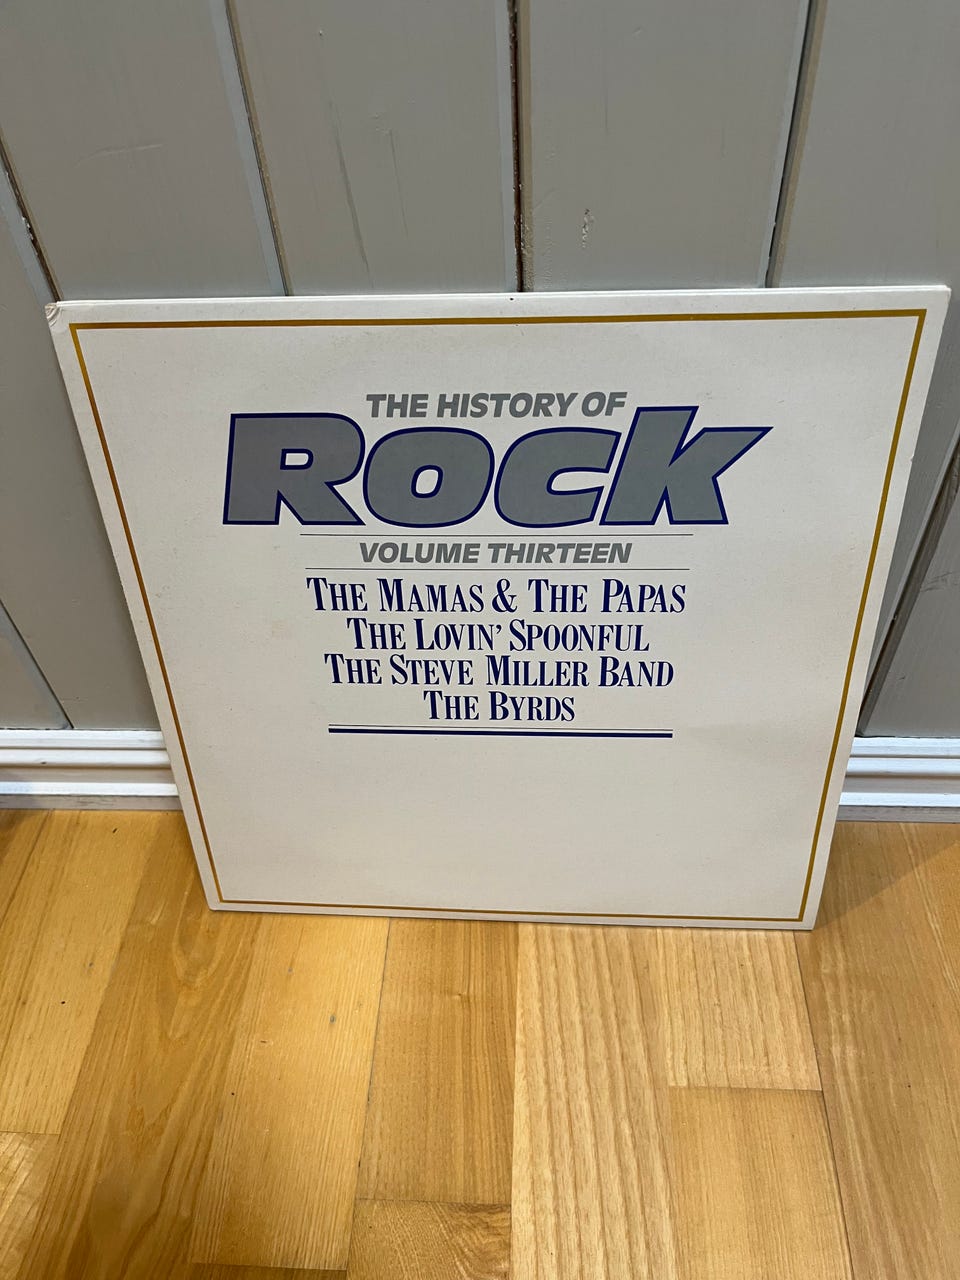 THE HISTORY OF
ROCK
VOLUME THIRTEEN
THE MAMAS & THE PAPAS
THE LOVIN' SPOONFUL
THE STEVE MILLER BAND
THE BYRDS